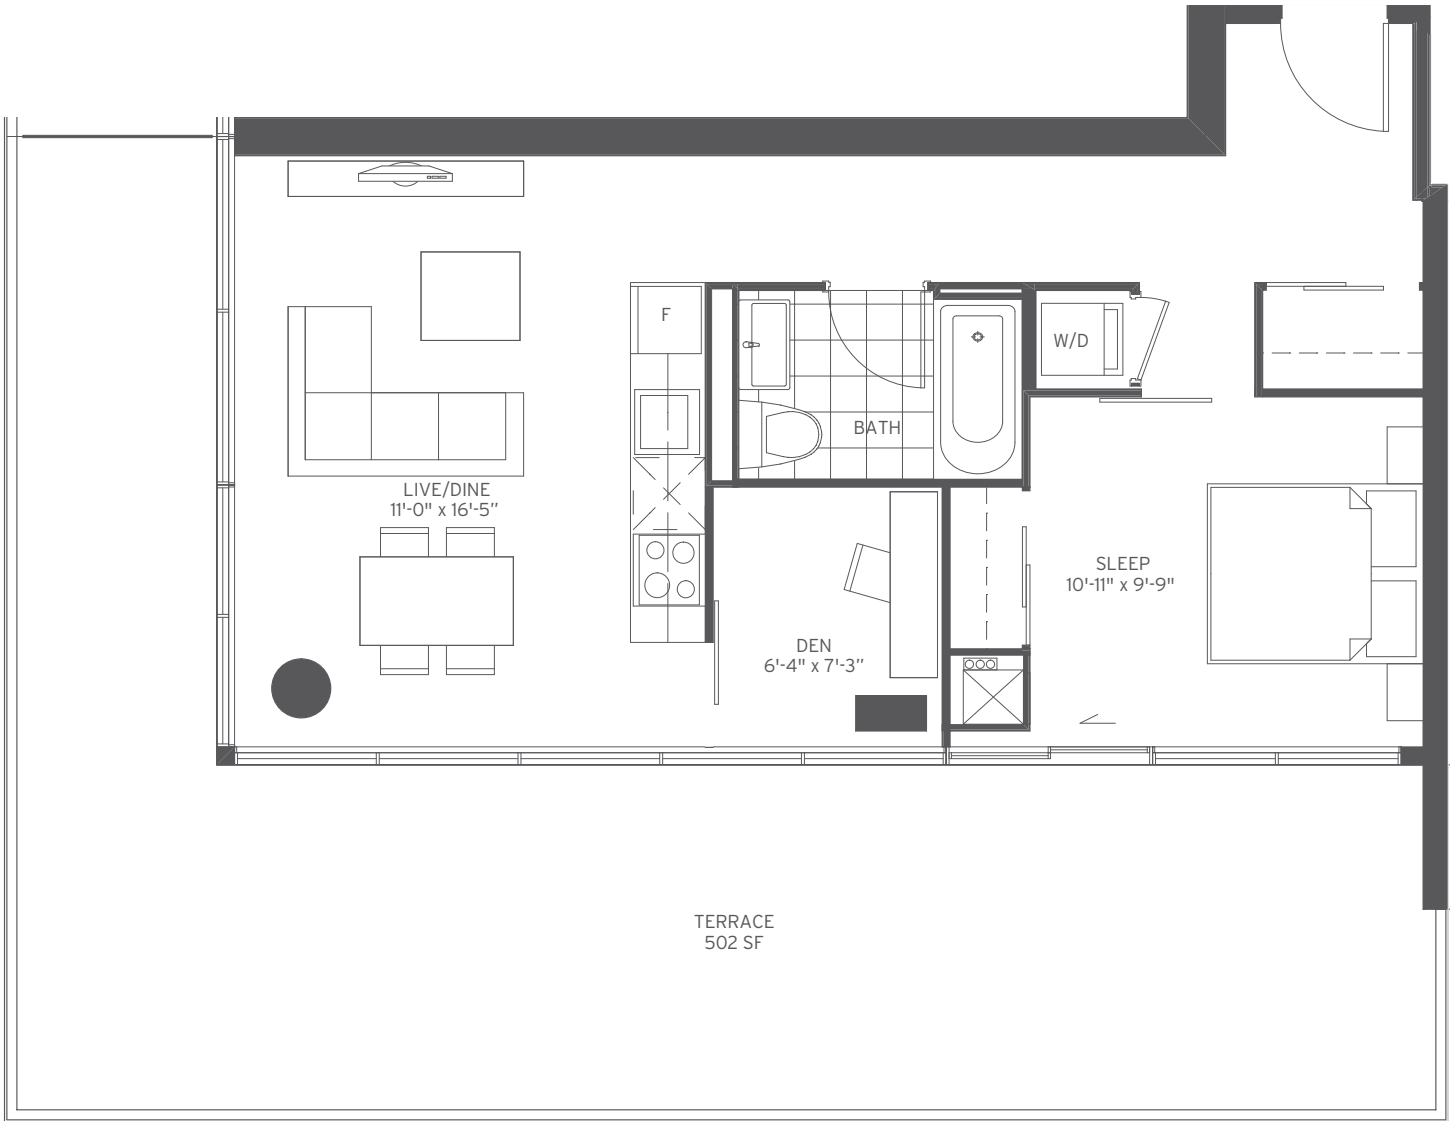 F
W/D
BATH
LIVE/DINE
11'-0" x 16'-5''
SLEEP
10'-11" x 9'-9"
DEN
6'-4" x 7'-3''
TERRACE
502 SF